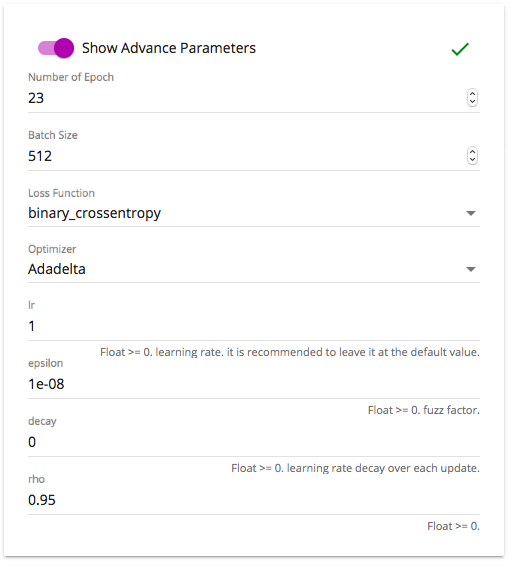 Show Advance Parameters
Number of Epoch
23
Batch Size
512
Loss Function
binary_crossentropy
Optimizer
Adadelta
lr
1
Float >= 0. learning rate. it is recommended to leave it at the default value.
epsilon
1e-08
Float >= 0. fuzz factor.
decay
0
Float >= 0. learning rate decay over each update.
rho
0.95
Float >= 0.